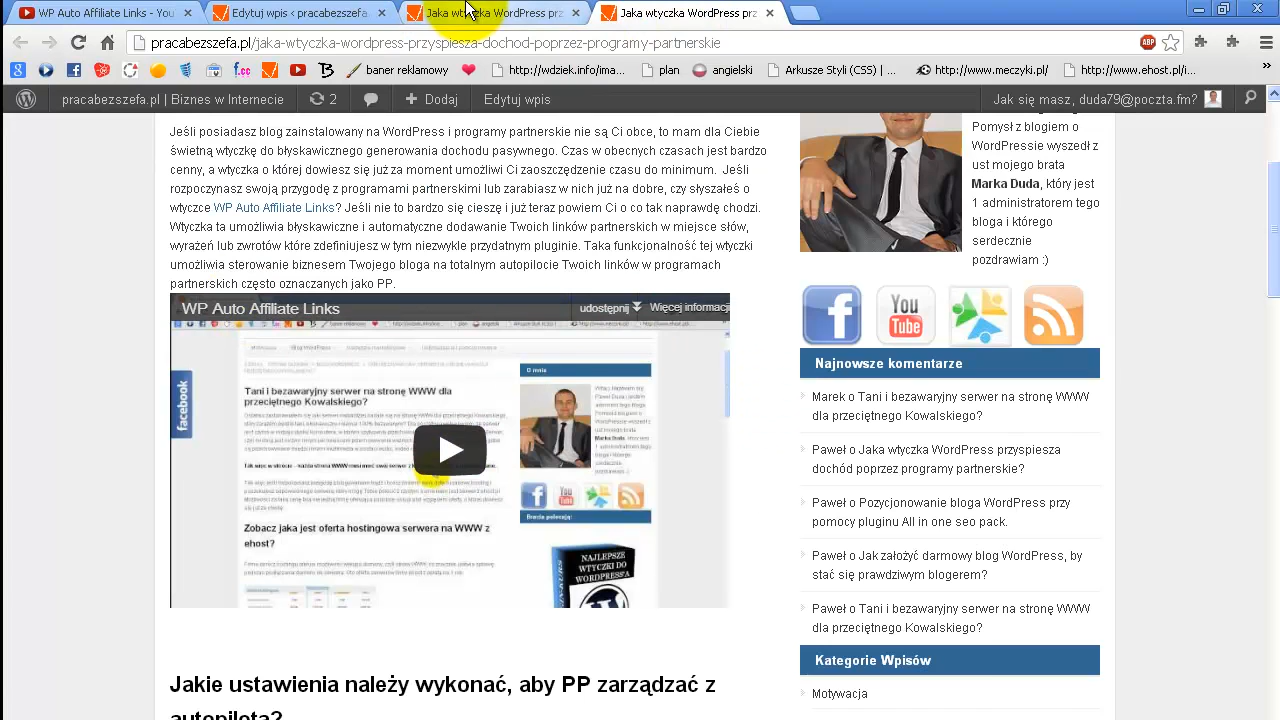 WP Auto Affiliate Links - You
Edytuj wpis ‹ pracabezszefa
Jaka wtyczka WordPress prz
Jaka wtyczka WordPress prz
pracabezszefa.pl/jaka-wtyczka-wordpress-przyspiesza-dochod-poprzez-programy-partnerskie
baner reklamowy
http://wdziek.info/ima...
plan
angielski
Arkusze Styli (CSS) | ...
http://www.meczyki.pl/
http://www.ehost.pl/i...
pracabezszefa.pl | Biznes w Internecie
2
Dodaj
Edytuj wpis
Jak się masz, duda79@poczta.fm?
Jeśli posiadasz blog zainstalowany na WordPress i programy partnerskie nie są Ci obce, to mam dla Ciebie
świetną wtyczkę do błyskawicznego generowania dochodu pasywnego. Czas w obecnych czasach jest bardzo
cenny, a wtyczka o której dowiesz się już za moment umożliwi Ci zaoszczędzenie czasu do minimum. Jeśli
rozpoczynasz swoją przygodę z programami partnerskimi lub zarabiasz w nich już na dobre, czy słyszałeś o
wtyczce WP Auto Affiliate Links? Jeśli nie to bardzo się cieszę i już teraz powiem Ci o co tak naprawdę chodzi.
Wtyczka ta umożliwia błyskawiczne i automatyczne dodawanie Twoich linków partnerskich w miejsce słów,
wyrażeń lub zwrotów które zdefiniujesz w tym niezwykle przydatnym pluginie. Taka funkcjonalność tej wtyczki
umożliwia sterowanie biznesem Twojego bloga na totalnym autopilocie Twoich linków w programach
partnerskich często oznaczanych jako PP.
WP Auto Affiliate Links
udostępnij
Więcej informacj
facebook
Tani i bezawaryjny serwer na stronę WWW dla
przeciętnego Kowalskiego?
O mnie
Marka Duda
Zobacz jaka jest oferta hostingowa serwera na WWW z
ehost?
NAJLEPSZE
WTYCZKI DO
WORDPRESS'A
Jakie ustawienia należy wykonać, aby PP zarządzać z
autopilota?
Pomysł z blogiem o
WordPressie wyszedł z
ust mojego brata
Marka Duda, który jest
1 administratorem tego
bloga i którego
serdecznie
pozdrawiam :)
You
Tube
Najnowsze komentarze
Marek o Tani i bezawaryjny serwer na stronę WWW
dla przeciętnego Kowalskiego?
Paweł o Jaka wtyczka WordPress przyspiesza
dochód poprzez programy partnerskie?
Paweł o Pozycjonowanie bloga WordPress przy
pomocy pluginu All in one seo pack.
Paweł o Jak założyć darmowy blog WordPress, by
stać się prawdziwym blogerem?
Paweł o Tani i bezawaryjny serwer na stronę WWW
dla przeciętnego Kowalskiego?
Kategorie Wpisów
Motywacja